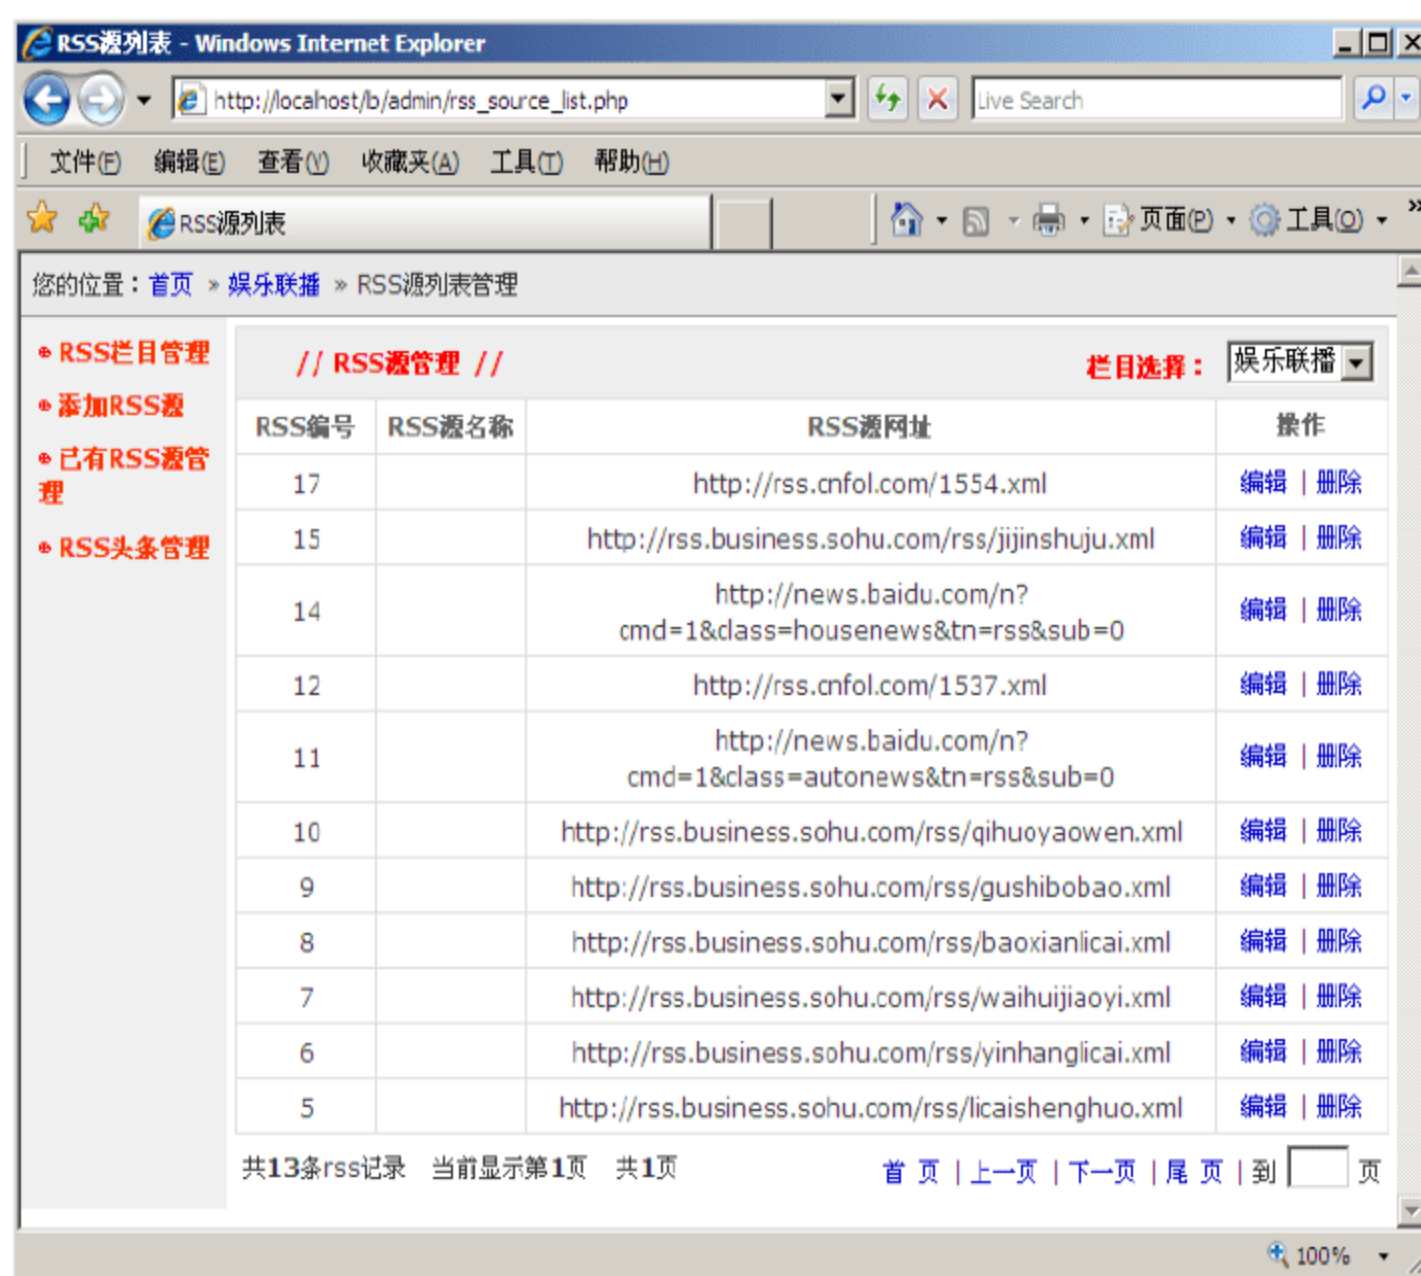 RSS源列表 - Windows Internet Explorer
http://localhost/b/admin/rss_source_list.php
Live Search
文件(F) 编辑(E) 查看(V) 收藏夹(A) 工具(T) 帮助(H)
RSS源列表 页面(P) 工具(O) »
您的位置：首页 » 娱乐联播 » RSS源列表管理
RSS栏目管理
添加RSS源
已有RSS源管
理
RSS头条管理
// RSS源管理 // 栏目选择： 娱乐联播
RSS编号 RSS源名称 RSS源网址 操作
17 http://rss.cnfol.com/1554.xml 编辑 | 删除
15 http://rss.business.sohu.com/rss/jijinshuju.xml 编辑 | 删除
14 http://news.baidu.com/n?
cmd=1&class=housenews&tn=rss&sub=0 编辑 | 删除
12 http://rss.cnfol.com/1537.xml 编辑 | 删除
11 http://news.baidu.com/n?
cmd=1&class=autonews&tn=rss&sub=0 编辑 | 删除
10 http://rss.business.sohu.com/rss/qihuoyaowen.xml 编辑 | 删除
9 http://rss.business.sohu.com/rss/gushibobao.xml 编辑 | 删除
8 http://rss.business.sohu.com/rss/baoxianlicai.xml 编辑 | 删除
7 http://rss.business.sohu.com/rss/waihuijiaoyi.xml 编辑 | 删除
6 http://rss.business.sohu.com/rss/yinhanglicai.xml 编辑 | 删除
5 http://rss.business.sohu.com/rss/licaishenghuo.xml 编辑 | 删除
共13条rss记录 当前显示第1页 共1页 首 页 | 上一页 | 下一页 | 尾 页 | 到 页
100%